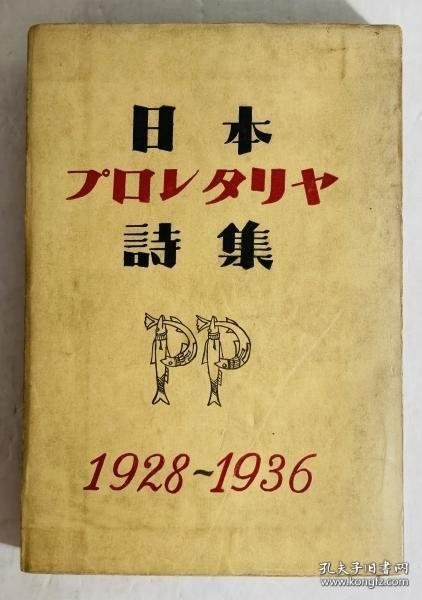 日本
プロレタリヤ
詩集
PP
1928~1936
孔夫子旧书网
www.kongfz.com